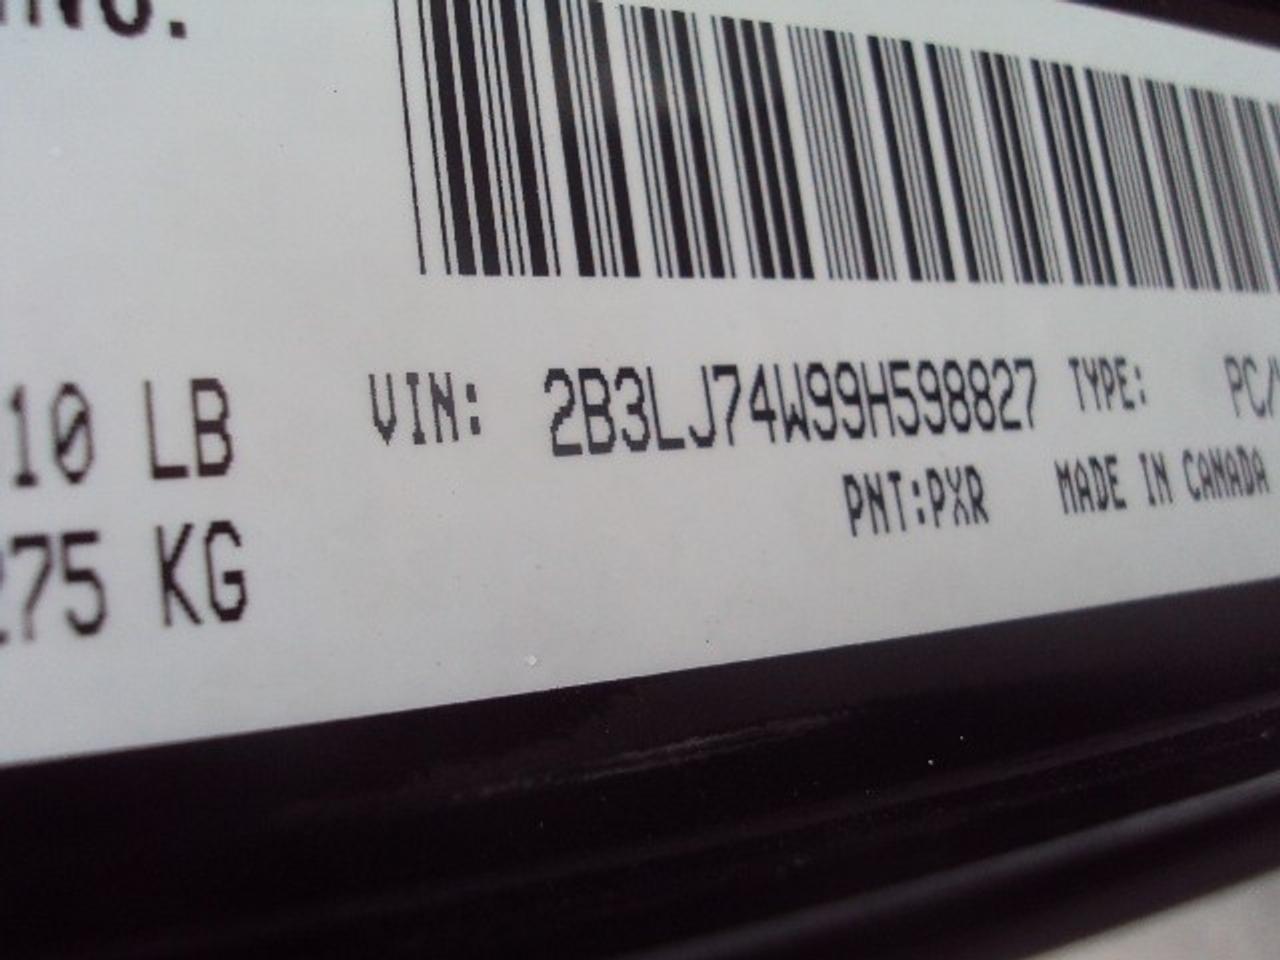 10 LB
VIN: 2B3LJ74W99H598827 TYPE:
275 KG
PNT:PXR MADE IN CANADA